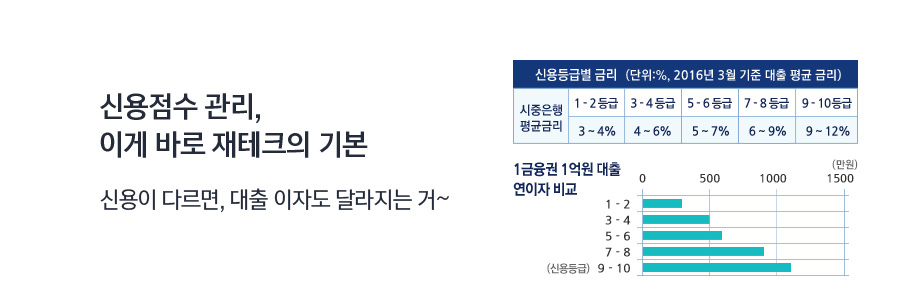 신용점수 관리,
이게 바로 재테크의 기본
신용이 다르면, 대출 이자도 달라지는 거~
신용등급별 금리 (단위:%, 2016년 3월 기준 대출 평균 금리)
시중은행 평균금리 1 - 2등급 3 - 4등급 5 - 6등급 7 - 8등급 9 - 10등급
3 ~ 4% 4 ~ 6% 5 ~ 7% 6 ~ 9% 9 ~ 12%
1금융권 1억원 대출
연이자 비교
(만원)
0 500 1000 1500
1 - 2
3 - 4
5 - 6
7 - 8
(신용등급) 9 - 10